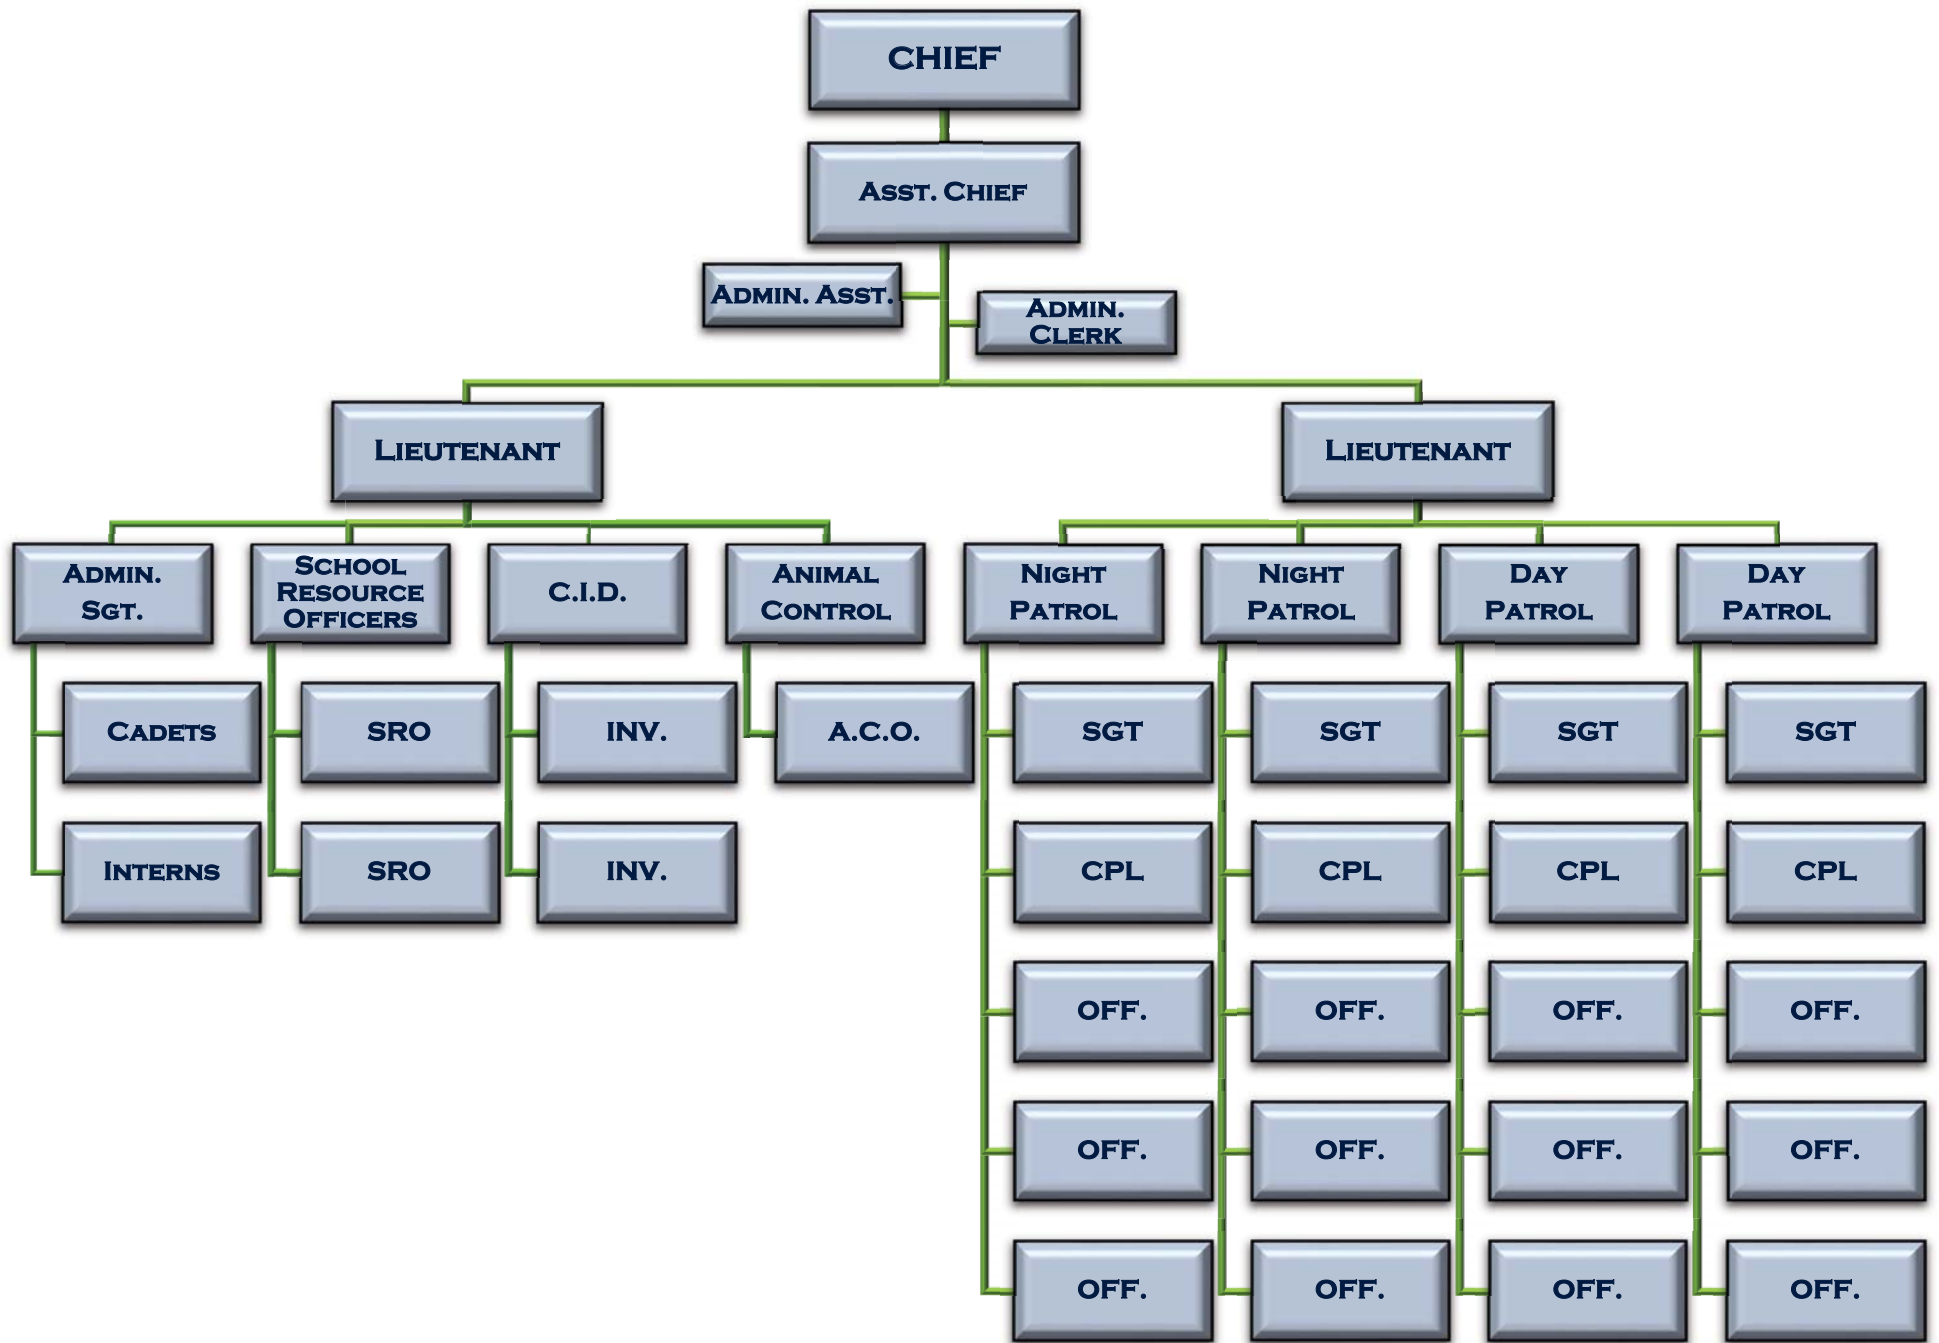 CHIEF
ASST. CHIEF
ADMIN. ASST.
ADMIN.
CLERK
LIEUTENANT
LIEUTENANT
ADMIN.
SGT.
SCHOOL
RESOURCE
OFFICERS
C.I.D.
ANIMAL
CONTROL
NIGHT
PATROL
NIGHT
PATROL
DAY
PATROL
DAY
PATROL
CADETS
SRO
INV.
A.C.O.
SGT
SGT
SGT
SGT
INTERNS
SRO
INV.
CPL
CPL
CPL
CPL
OFF.
OFF.
OFF.
OFF.
OFF.
OFF.
OFF.
OFF.
OFF.
OFF.
OFF.
OFF.